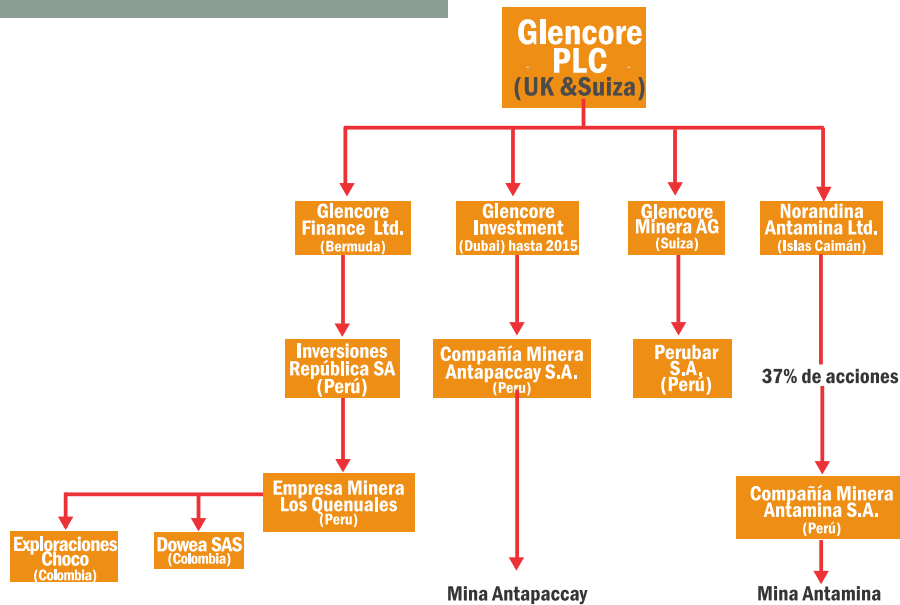 Glencore
PLC
(UK &Suiza)
Glencore
Finance Ltd.
(Bermuda)
Glencore
Investment
(Dubai) hasta 2015
Glencore
Minera AG
(Suiza)
Norandina
Antamina Ltd.
(Islas Caimán)
Inversiones
República SA
(Perú)
Compañía Minera
Antapaccay S.A.
(Peru)
Perubar
S.A,
(Perú)
37% de acciones
Empresa Minera
Los Quenuales
(Peru)
Compañía Minera
Antamina S.A.
(Perú)
Exploraciones
Choco
(Colombia)
Dowea SAS
(Colombia)
Mina Antapaccay
Mina Antamina